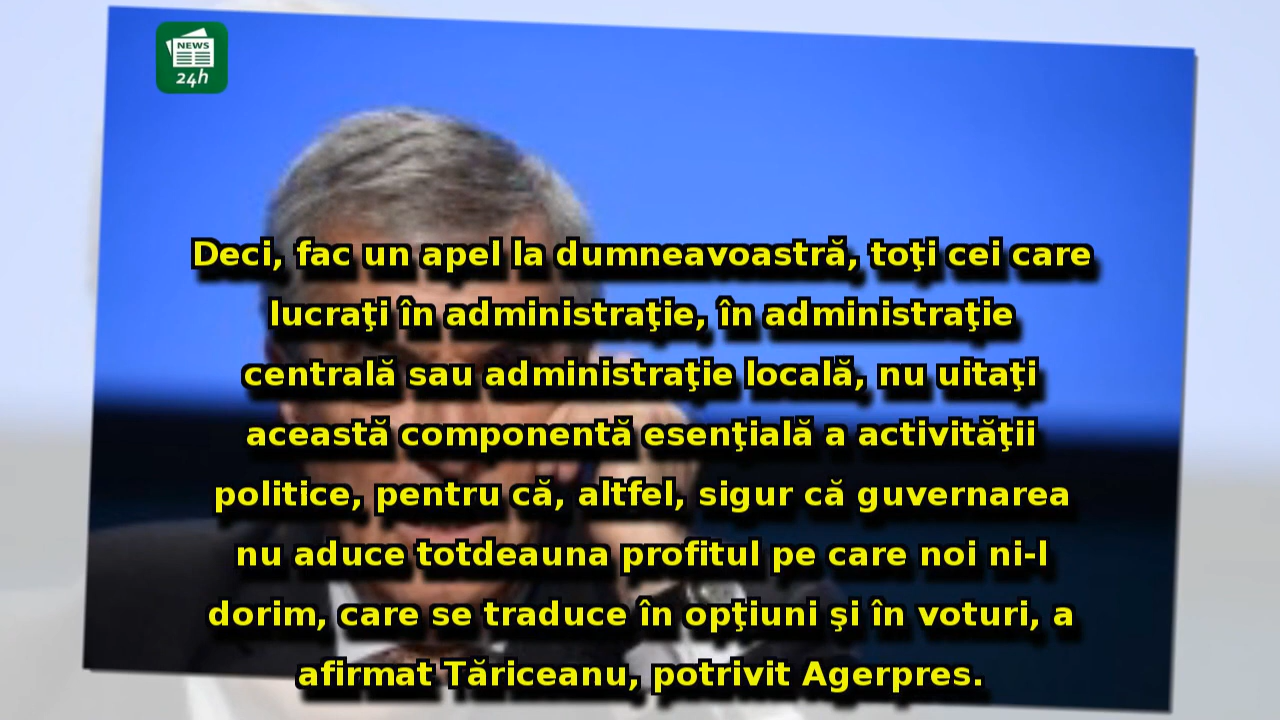 NEWS
24h
Deci, fac un apel la dumneavoastră, toţi cei care
lucraţi în administraţie, în administraţie
centrală sau administraţie locală, nu uitaţi
această componentă esenţială a activităţii
politice, pentru că, altfel, sigur că guvernarea
nu aduce totdeauna profitul pe care noi ni-l
dorim, care se traduce în opţiuni şi în voturi, a
afirmat Tăriceanu, potrivit Agerpres.